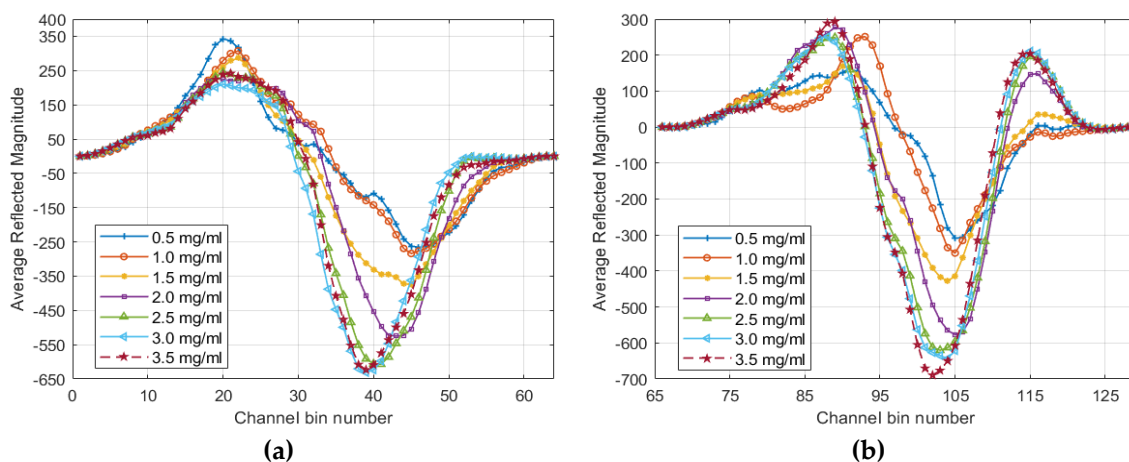 400
350
250
150
50
-50
-150
-250
-350
-450
-550
-650
Average Reflected Magnitude
0 10 20 30 40 50 60
Channel bin number
0.5 mg/ml
1.0 mg/ml
1.5 mg/ml
2.0 mg/ml
2.5 mg/ml
3.0 mg/ml
3.5 mg/ml
(a)
300
200
100
0
-100
-200
-300
-400
-500
-600
-700
Average Reflected Magnitude
65 75 85 95 105 115 125
Channel bin number
0.5 mg/ml
1.0 mg/ml
1.5 mg/ml
2.0 mg/ml
2.5 mg/ml
3.0 mg/ml
3.5 mg/ml
(b)